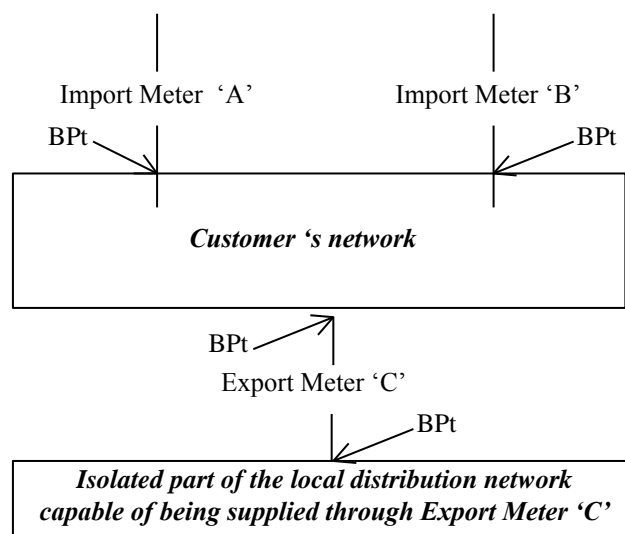 Import Meter ‘A’ Import Meter ‘B’
BPt BPt
Customer ‘s network
BPt
Export Meter ‘C’
BPt
Isolated part of the local distribution network
capable of being supplied through Export Meter ‘C’